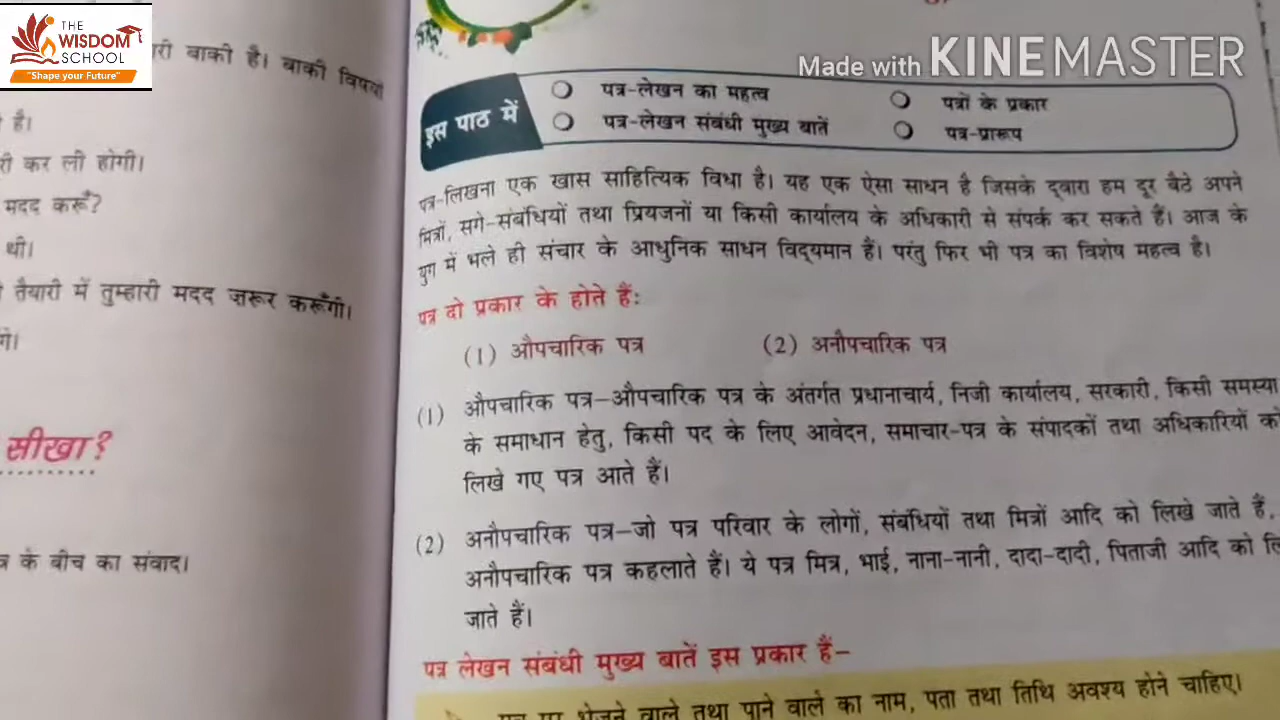 THE
WISDOM
SCHOOL
"Shape your Future"
Made with KINEMASTER
बाकी है। बाकी विषयों
है।
कर ली होगी।
मदद करूँ?
थी।
तैयारी में तुम्हारी मदद ज़रूर करूँगी।
सीखा?
के बीच का संवाद।
इस पाठ में
पत्र-लेखन का महत्व
पत्रों के प्रकार
पत्र-लेखन संबंधी मुख्य बातें
पत्र-प्रारूप
पत्र-लिखना एक खास साहित्यिक विधा है। यह एक ऐसा साधन है जिसके द्वारा हम दूर बैठे अपने
मित्रों, सगे-संबंधियों तथा प्रियजनों या किसी कार्यालय के अधिकारी से संपर्क कर सकते हैं। आज के
युग में भले ही संचार के आधुनिक साधन विद्यमान हैं। परंतु फिर भी पत्र का विशेष महत्व है।
पत्र दो प्रकार के होते हैं:
(1) औपचारिक पत्र (2) अनौपचारिक पत्र
(1) औपचारिक पत्र–औपचारिक पत्र के अंतर्गत प्रधानाचार्य, निजी कार्यालय, सरकारी, किसी समस्या
के समाधान हेतु, किसी पद के लिए आवेदन, समाचार-पत्र के संपादकों तथा अधिकारियों को
लिखे गए पत्र आते हैं।
(2) अनौपचारिक पत्र–जो पत्र परिवार के लोगों, संबंधियों तथा मित्रों आदि को लिखे जाते हैं,
अनौपचारिक पत्र कहलाते हैं। ये पत्र मित्र, भाई, नाना-नानी, दादा-दादी, पिताजी आदि को
जाते हैं।
पत्र लेखन संबंधी मुख्य बातें इस प्रकार हैं–
पत्र पर भेजने वाले तथा पाने वाले का नाम, पता तथा तिथि अवश्य होने चाहिए।